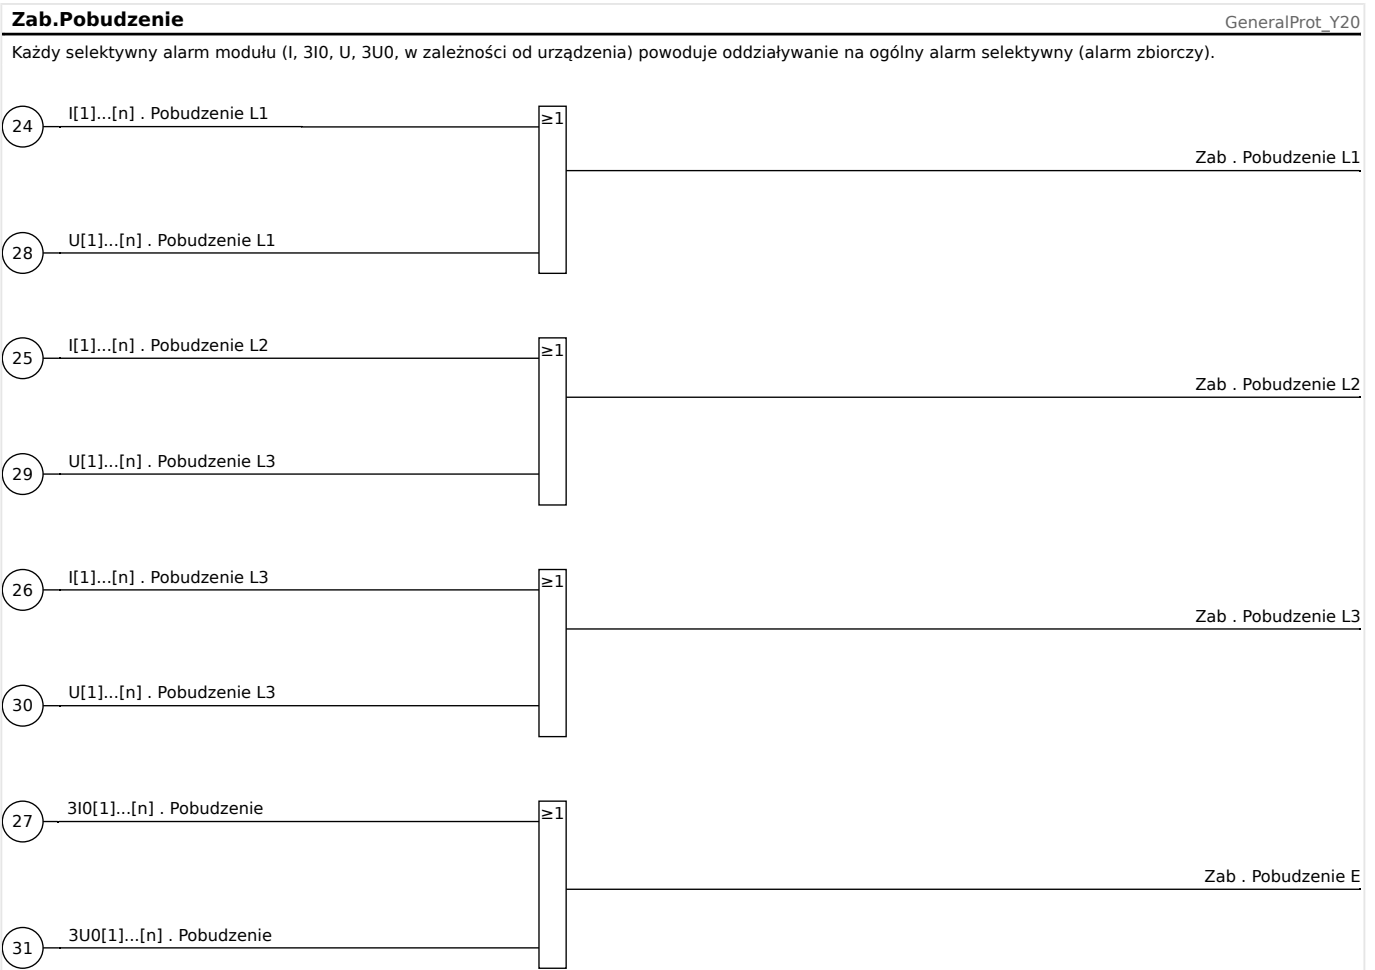 Zab.Pobudzenie
GeneralProt_Y20
Każdy selektywny alarm modułu (I, 3I0, U, 3U0, w zależności od urządzenia) powoduje oddziaływanie na ogólny alarm selektywny (alarm zbiorczy).
24 I[1]...[n] . Pobudzenie L1
≥1
Zab . Pobudzenie L1
28 U[1]...[n] . Pobudzenie L1
25 I[1]...[n] . Pobudzenie L2
≥1
Zab . Pobudzenie L2
29 U[1]...[n] . Pobudzenie L3
26 I[1]...[n] . Pobudzenie L3
≥1
Zab . Pobudzenie L3
30 U[1]...[n] . Pobudzenie L3
27 3I0[1]...[n] . Pobudzenie
≥1
Zab . Pobudzenie E
31 3U0[1]...[n] . Pobudzenie